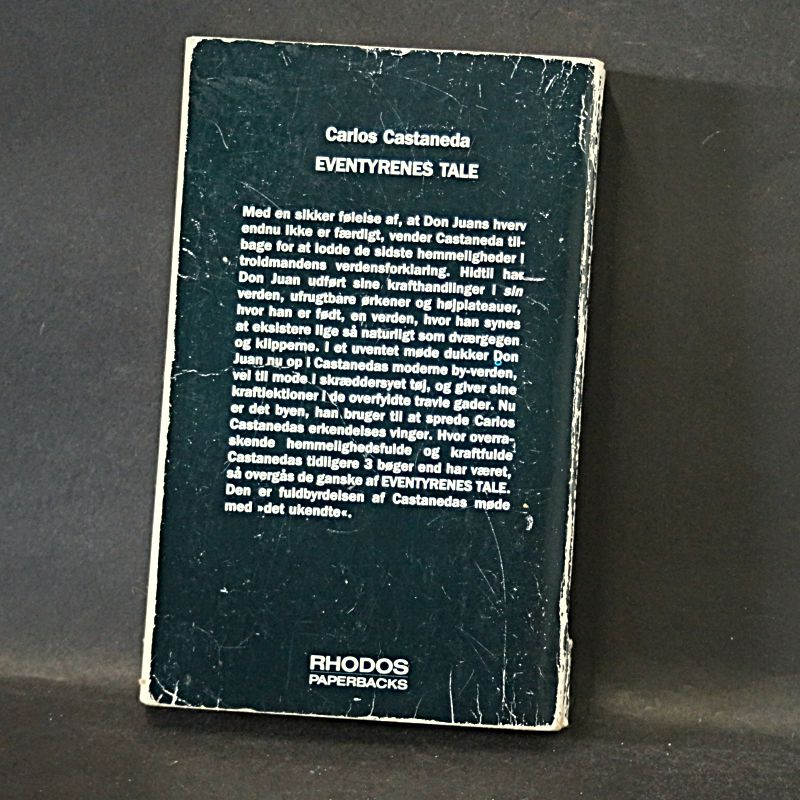 Carlos Castaneda
EVENTYRENES TALE
Med en sikker følelse af, at Don Juans hverv
endnu ikke er færdigt, vender Castaneda til-
bage for at lodde de sidste hemmeligheder i
troldmandens verdensforklaring. Hidtil har
Don Juan udført sine krafthandlinger i sin
verden, ufrugtbare ørkener og højplateauer,
hvor han er født, en verden, hvor han synes
at eksistere lige så naturligt som dværgegen
og klipperne. I et uventet møde dukker Don
Juan nu op i Castanedas moderne by-verden,
vel til mode i skræddersyet tøj, og giver sine
kraftlektioner i de overfyldte travle gader. Nu
er det byen, han bruger til at sprede Carlos
Castanedas erkendelses vinger. Hvor overra-
skende hemmelighedsfulde og kraftfulde
Castanedas tidligere 3 bøger end har været,
så overgås de ganske af EVENTYRENES TALE.
Den er fuldbyrdelsen af Castanedas møde
med »det ukendte«.
RHODOS
PAPERBACKS